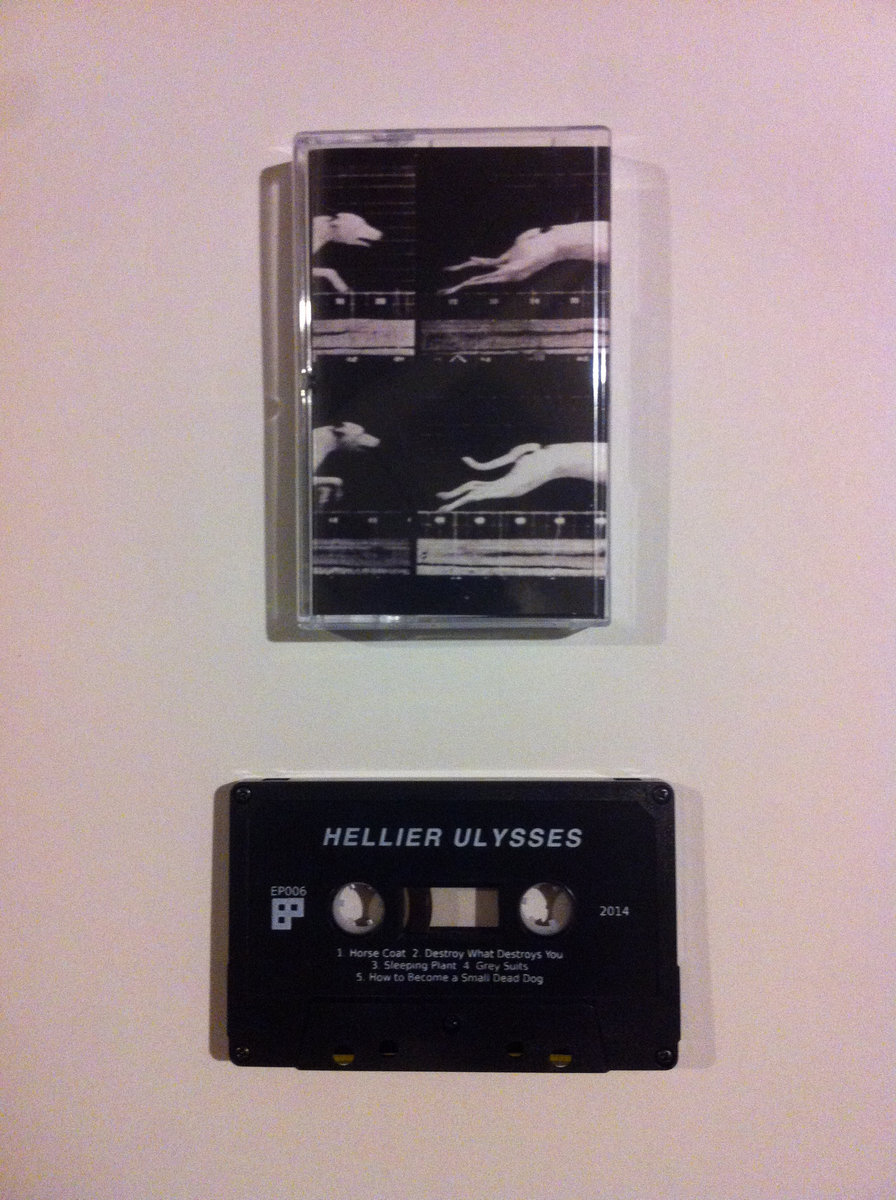 HELLIER ULYSSES
EP006
EP
2014
1. Horse Coat 2. Destroy What Destroys You
3. Sleeping Plant 4 Grey Suits
5. How to Become a Small Dead Dog